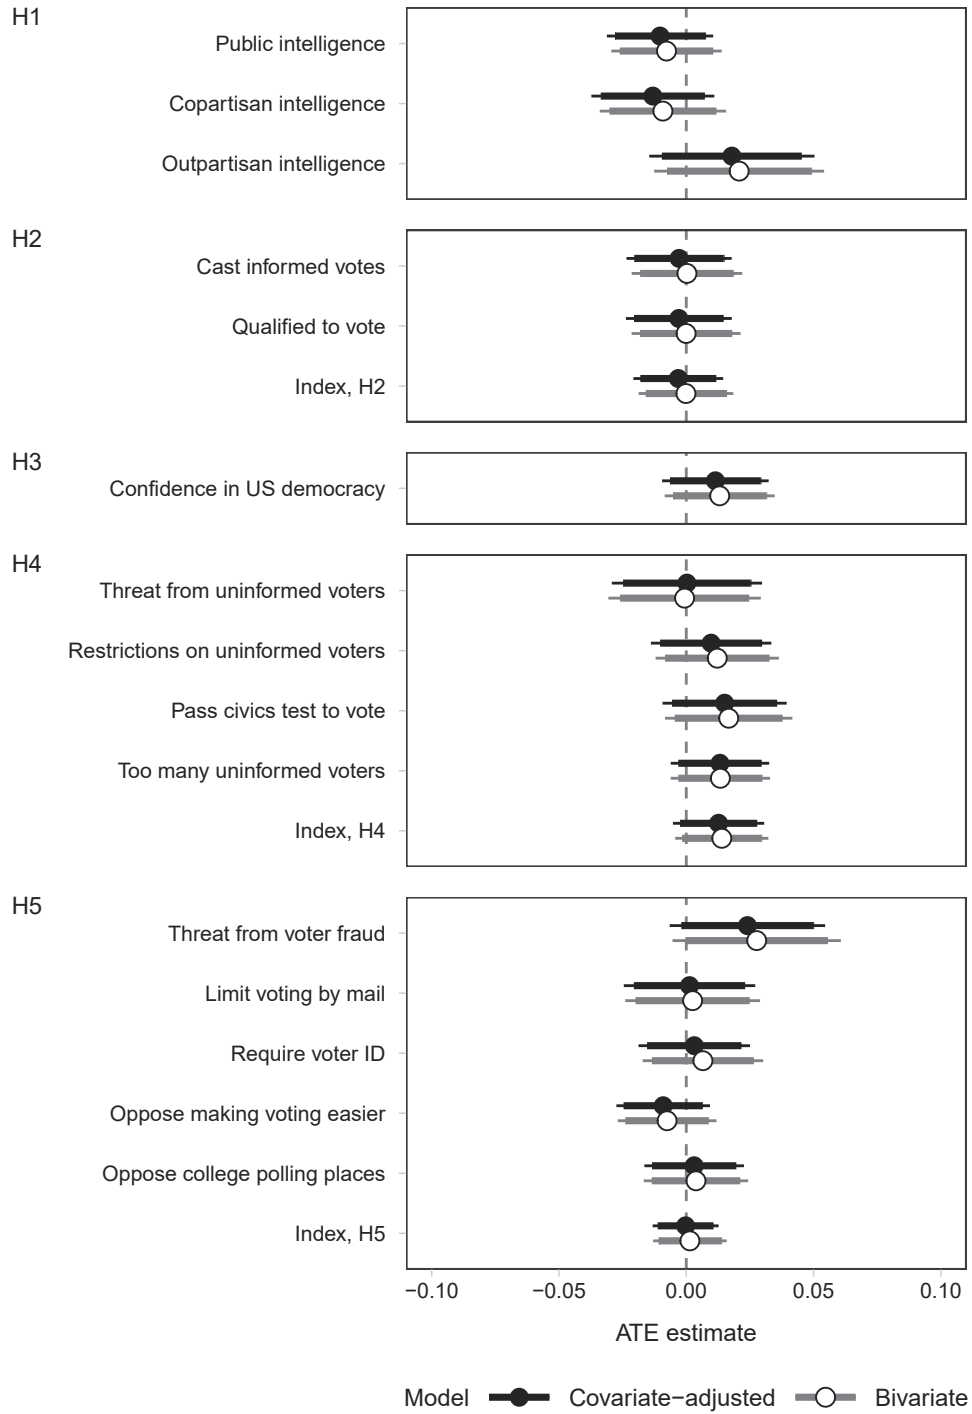 H1
Public intelligence
Copartisan intelligence
Outpartisan intelligence
H2
Cast informed votes
Qualified to vote
Index, H2
H3
Confidence in US democracy
H4
Threat from uninformed voters
Restrictions on uninformed voters
Pass civics test to vote
Too many uninformed voters
Index, H4
H5
Threat from voter fraud
Limit voting by mail
Require voter ID
Oppose making voting easier
Oppose college polling places
Index, H5
−0.10 −0.05 0.00 0.05 0.10
ATE estimate
Model Covariate−adjusted Bivariate